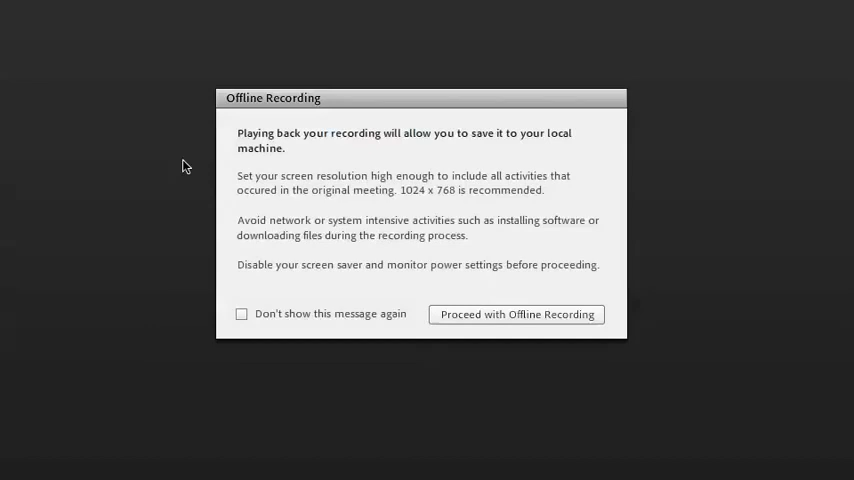 Offline Recording
Playing back your recording will allow you to save it to your local
machine.
Set your screen resolution high enough to include all activities that
occured in the original meeting. 1024 x 768 is recommended.
Avoid network or system intensive activities such as installing software or
downloading files during the recording process.
Disable your screen saver and monitor power settings before proceeding.
Don't show this message again
Proceed with Offline Recording